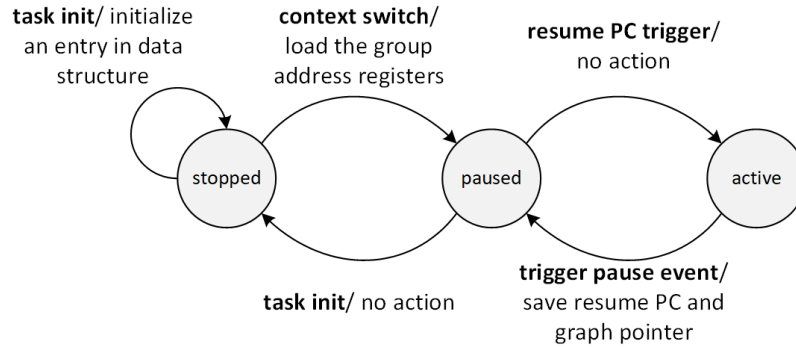 task init/ initialize
an entry in data
structure
context switch/
load the group
address registers
resume PC trigger/
no action
stopped
paused
active
task init/ no action
trigger pause event/
save resume PC and
graph pointer